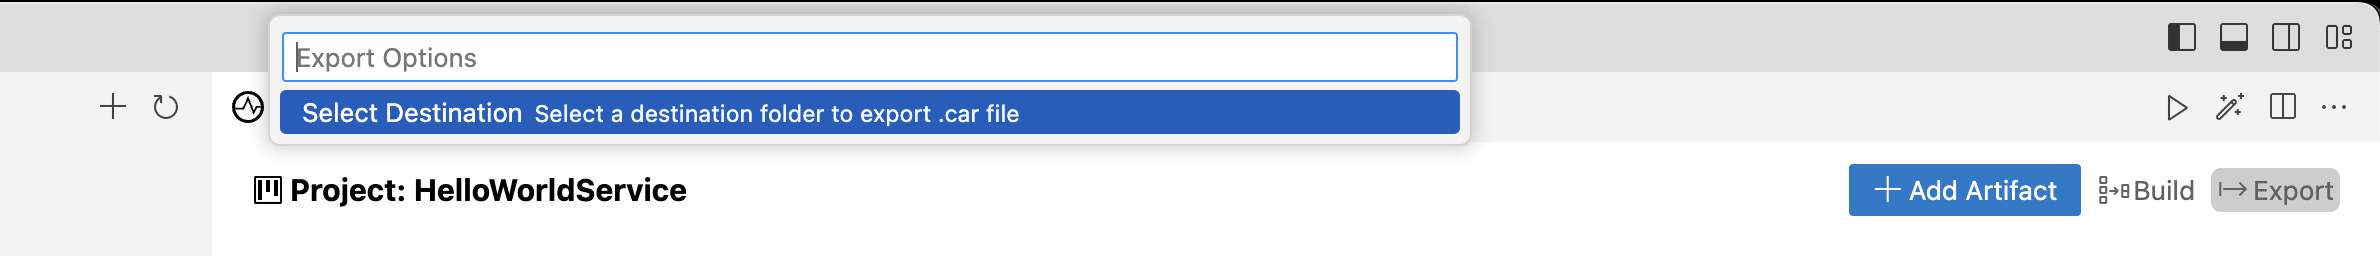 Export Options
Select Destination Select a destination folder to export .car file
Project: HelloWorldService
Add Artifact
Build
Export